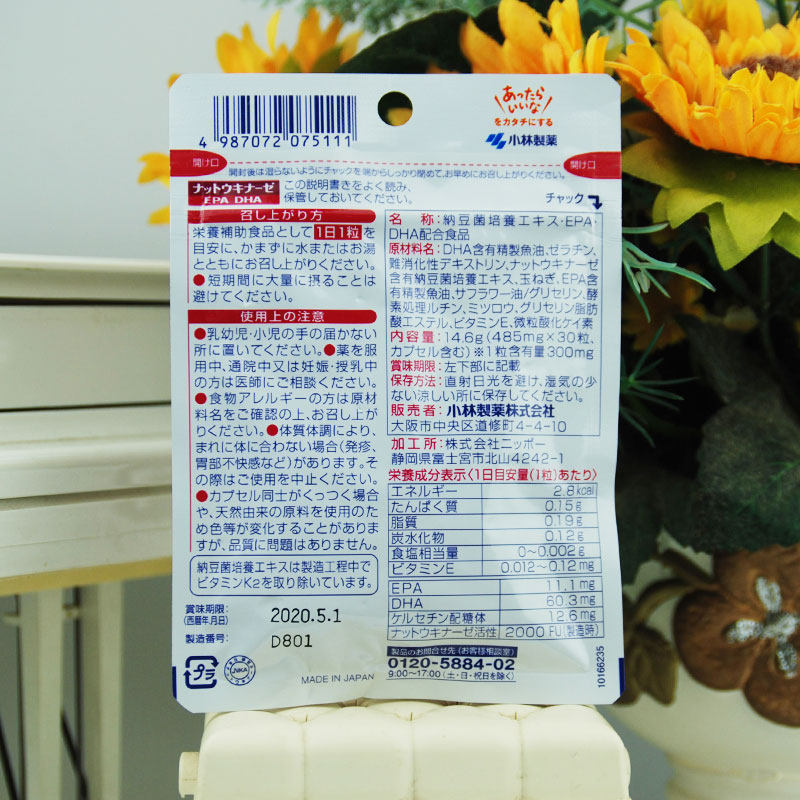 あったら
いいな
をカタチにする
小林製薬
4 987072 075111
開け口
開け口
開封後は湿らないようにチャックを端からしっかり閉めて、お早めにお召し上がりください。
チャック
ナットウキナーゼ
EPA DHA
この説明書きをよく読み、
保管しておいてください。
召し上がり方
栄養補助食品として1日1粒を
目安に、かまずに水またはお湯
とともにお召し上がりください。
●短期間に大量に摂ることは
避けてください。
使用上の注意
●乳幼児・小児の手の届かない
所に置いてください。●薬を服
用中、通院中又は妊娠・授乳中
の方は医師にご相談ください。
●食物アレルギーの方は原材
料名をご確認の上、お召し上が
りください。●体質体調により、
まれに体に合わない場合(発疹、
胃部不快感など)があります。そ
の際はご使用を中止ください。
●カプセル同士がくっつく場合
や、天然由来の原料を使用のた
め色等が変化することがありま
すが、品質に問題はありません。
納豆菌培養エキスは製造工程中で
ビタミンK2を取り除いています。
賞味期限:
(西暦年月日)
2020.5.1
製造番号:
D801
プラ
JNKA
MADE IN JAPAN
名 称:納豆菌培養エキス・EPA・
DHA配合食品
原材料名:DHA含有精製魚油、ゼラチン、
難消化性デキストリン、ナットウキナーゼ
含有納豆菌培養エキス、玉ねぎ、EPA含
有精製魚油、サフラワー油/グリセリン、酵
素処理ルチン、ミツロウ、グリセリン脂肪
酸エステル、ビタミンE、微粒酸化ケイ素
内容量:14.6g(485mg×30粒、
カプセル含む)※1粒含有量300mg
賞味期限:左下部に記載
保存方法:直射日光を避け、湿気の少
ない涼しい所に保存してください。
販売者:小林製薬株式会社
大阪市中央区道修町4-4-10
加工所:株式会社ニッポー
静岡県富士宮市北山4242-1
栄養成分表示〈1日目安量(1粒)あたり〉
エネルギー 2.8kcal
たんぱく質 0.15g
脂質 0.19g
炭水化物 0.12g
食塩相当量 0~0.002g
ビタミンE 0.012~0.12mg
EPA 11.1mg
DHA 60.3mg
ケルセチン配糖体 12.6mg
ナットウキナーゼ活性 2000FU(製造時)
製品のお問合せ先〈お客様相談室〉
0120-5884-02
9:00~17:00(土・日・祝日を除く)
10166235